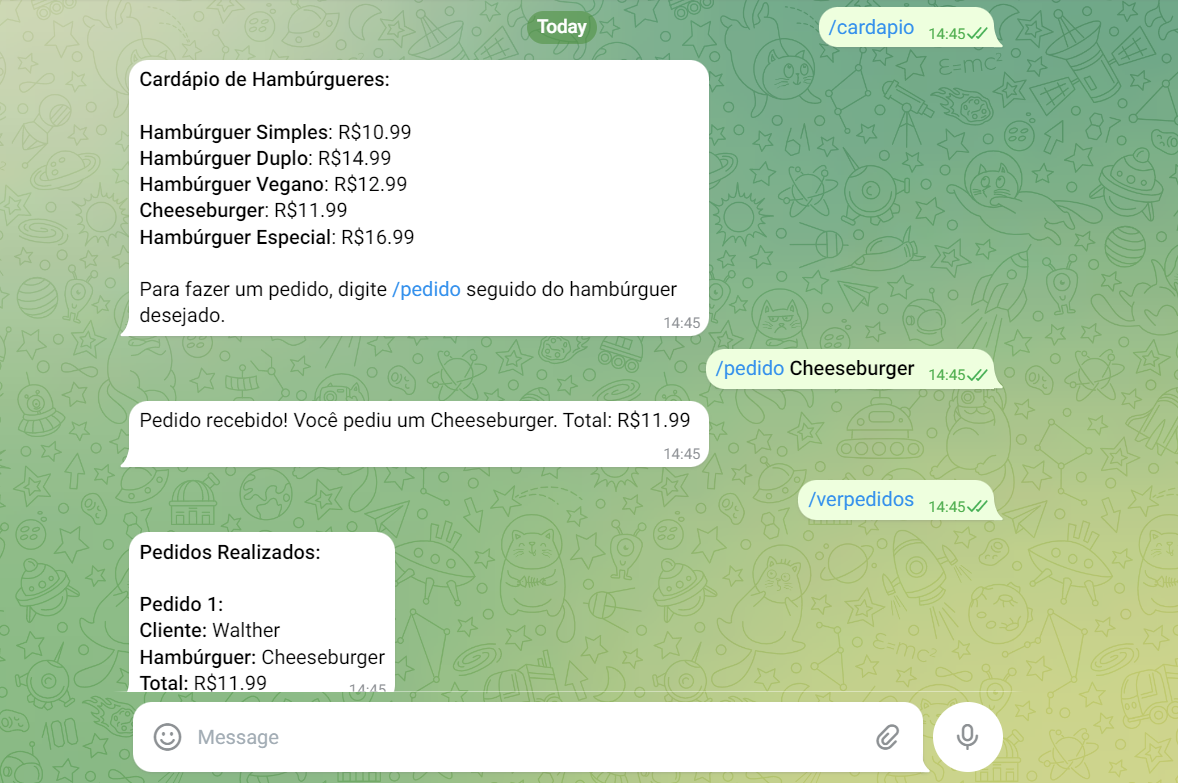 Today
/cardapio 14:45
Cardápio de Hambúrgueres:
Hambúrguer Simples: R$10.99
Hambúrguer Duplo: R$14.99
Hambúrguer Vegano: R$12.99
Cheeseburger: R$11.99
Hambúrguer Especial: R$16.99
Para fazer um pedido, digite /pedido seguido do hambúrguer
desejado.
14:45
/pedido Cheeseburger 14:45
Pedido recebido! Você pediu um Cheeseburger. Total: R$11.99
14:45
/verpedidos 14:45
Pedidos Realizados:
Pedido 1:
Cliente: Walther
Hambúrguer: Cheeseburger
Total: R$11.99 14:45
Message
E=mc²